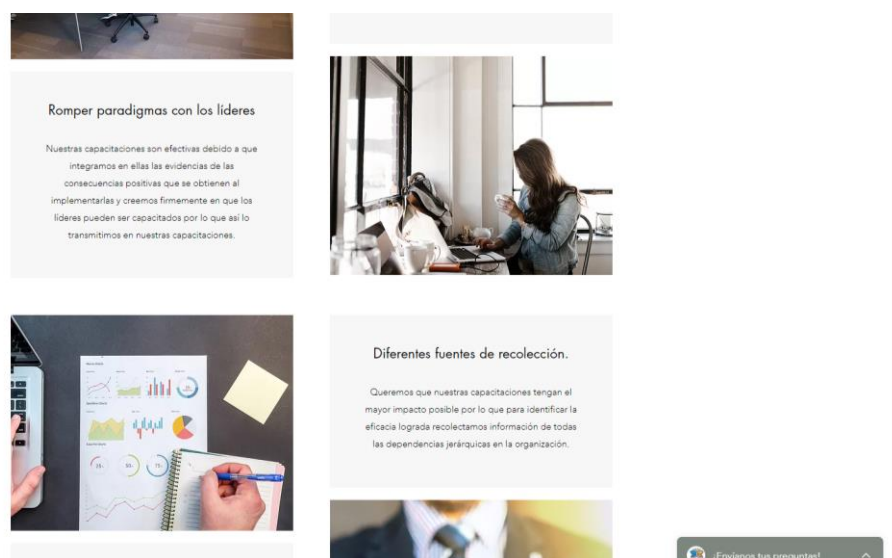 Romper paradigmas con los líderes
Nuestras capacitaciones son efectivas debido a que
integramos en ellas las evidencias de las
consecuencias positivas que se obtienen al
implementarlas y creemos firmemente en que los
líderes pueden ser capacitados por lo que así lo
transmitimos en nuestras capacitaciones.
Diferentes fuentes de recolección.
Queremos que nuestras capacitaciones tengan el
mayor impacto posible por lo que para identificar la
eficacia lograda recolectamos información de todas
las dependencias jerárquicas en la organización.
¡Envíanos tus preguntas!